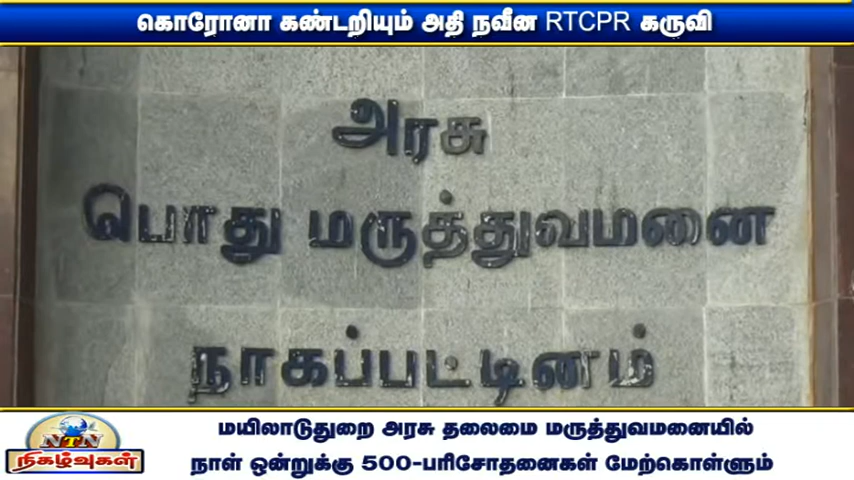 கொரோனா கண்டறியும் அதி நவீன RTCPR கருவி
அரசு
பொது மருத்துவமனை
நாகப்பட்டினம்
மயிலாடுதுறை அரசு தலைமை மருத்துவமனையில்
நாள் ஒன்றுக்கு 500-பரிசோதனைகள் மேற்கொள்ளும்
NTN
நிகழ்வுகள்